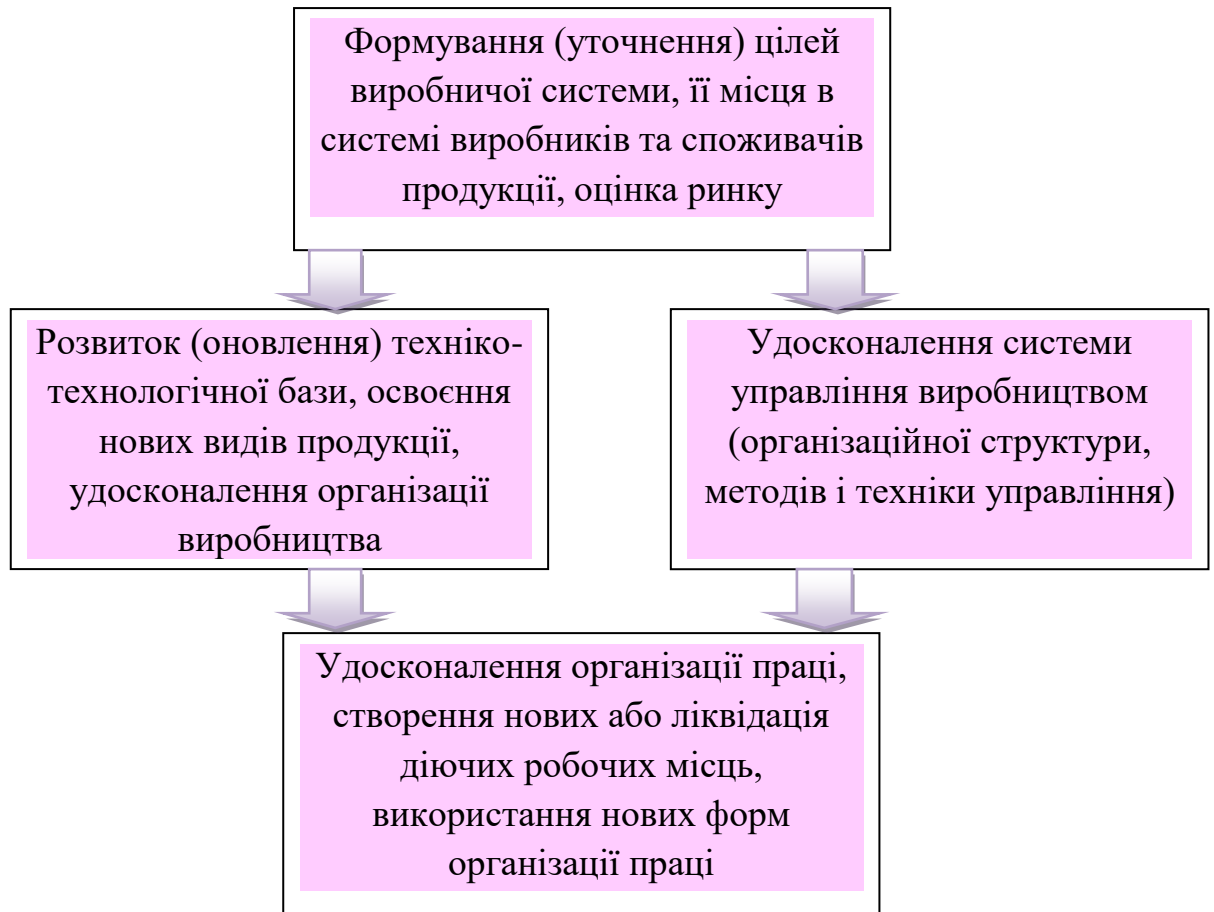 Формування (уточнення) цілей
виробничої системи, її місця в
системі виробників та споживачів
продукції, оцінка ринку
Розвиток (оновлення) техніко-
технологічної бази, освоєння
нових видів продукції,
удосконалення організації
виробництва
Удосконалення системи
управління виробництвом
(організаційної структури,
методів і техніки управління)
Удосконалення організації праці,
створення нових або ліквідація
діючих робочих місць,
використання нових форм
організації праці